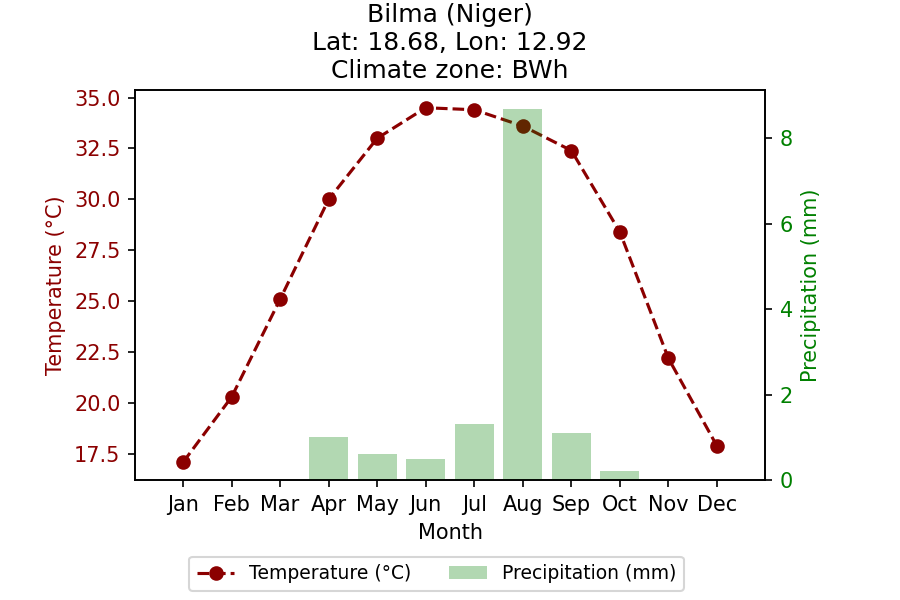 Bilma (Niger)
Lat: 18.68, Lon: 12.92
Climate zone: BWh
35.0
32.5
30.0
27.5
25.0
22.5
20.0
17.5
Temperature (°C)
8
6
4
2
0
Precipitation (mm)
Jan Feb Mar Apr May Jun Jul Aug Sep Oct Nov Dec
Month
Temperature (°C) Precipitation (mm)